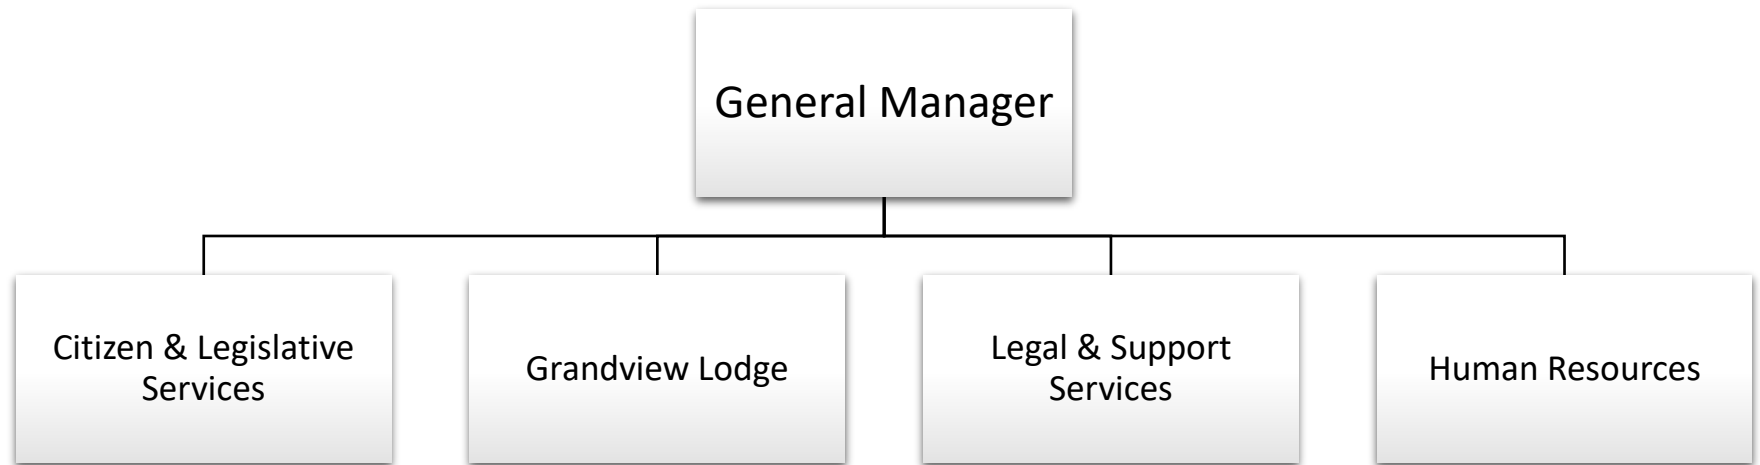 General Manager
Citizen & Legislative
Services
Grandview Lodge
Legal & Support
Services
Human Resources